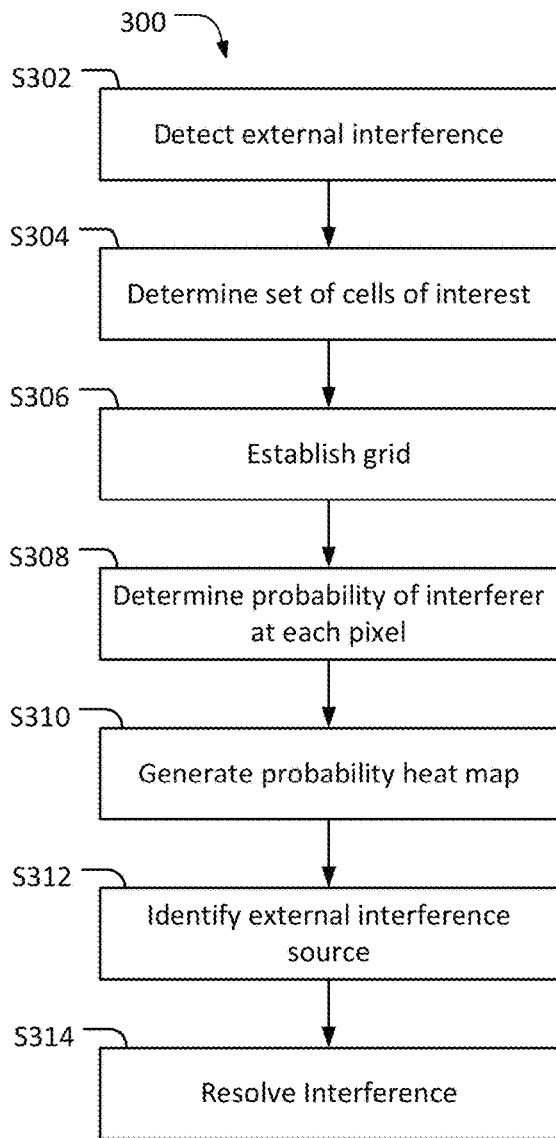 300
S302
Detect external interference
S304
Determine set of cells of interest
S306
Establish grid
S308
Determine probability of interferer
at each pixel
S310
Generate probability heat map
S312
Identify external interference
source
S314
Resolve Interference